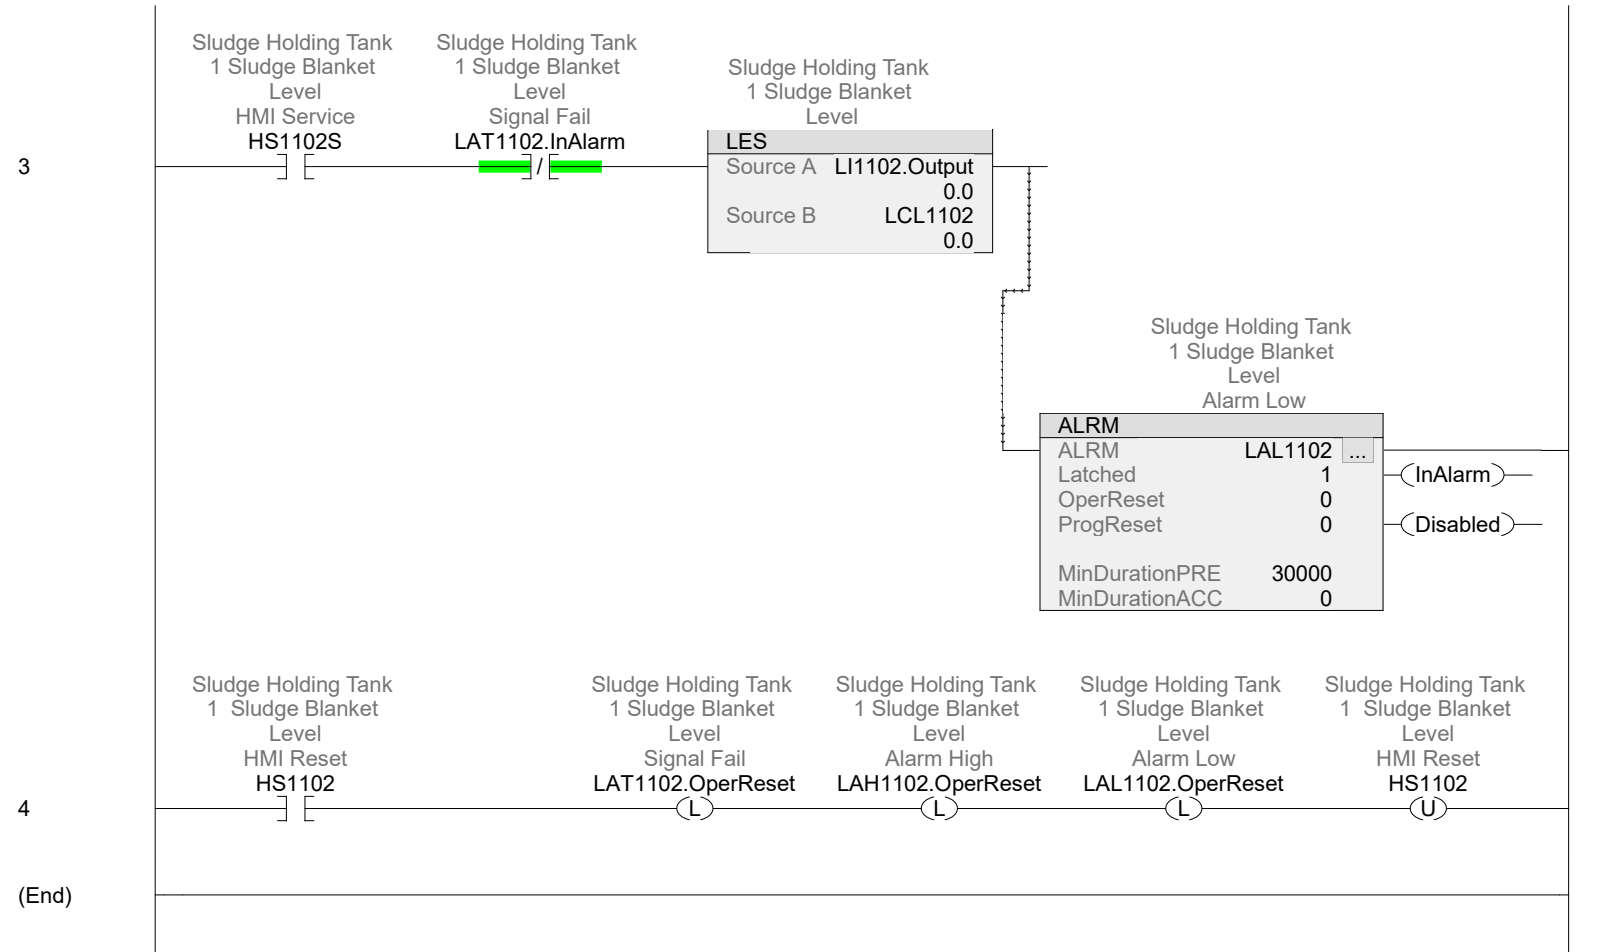 Sludge Holding Tank
1 Sludge Blanket
Level
HMI Service
HS1102S
Sludge Holding Tank
1 Sludge Blanket
Level
Signal Fail
LAT1102.InAlarm
/
Sludge Holding Tank
1 Sludge Blanket
Level
LES
Source A LI1102.Output
0.0
Source B LCL1102
0.0
3
Sludge Holding Tank
1 Sludge Blanket
Level
Alarm Low
ALRM
ALRM LAL1102 ...
Latched 1
OperReset 0
ProgReset 0
MinDurationPRE 30000
MinDurationACC 0
InAlarm
Disabled
Sludge Holding Tank
1 Sludge Blanket
Level
HMI Reset
HS1102
Sludge Holding Tank
1 Sludge Blanket
Level
Signal Fail
LAT1102.OperReset
L
Sludge Holding Tank
1 Sludge Blanket
Level
Alarm High
LAH1102.OperReset
L
Sludge Holding Tank
1 Sludge Blanket
Level
Alarm Low
LAL1102.OperReset
L
Sludge Holding Tank
1 Sludge Blanket
Level
HMI Reset
HS1102
U
4
(End)